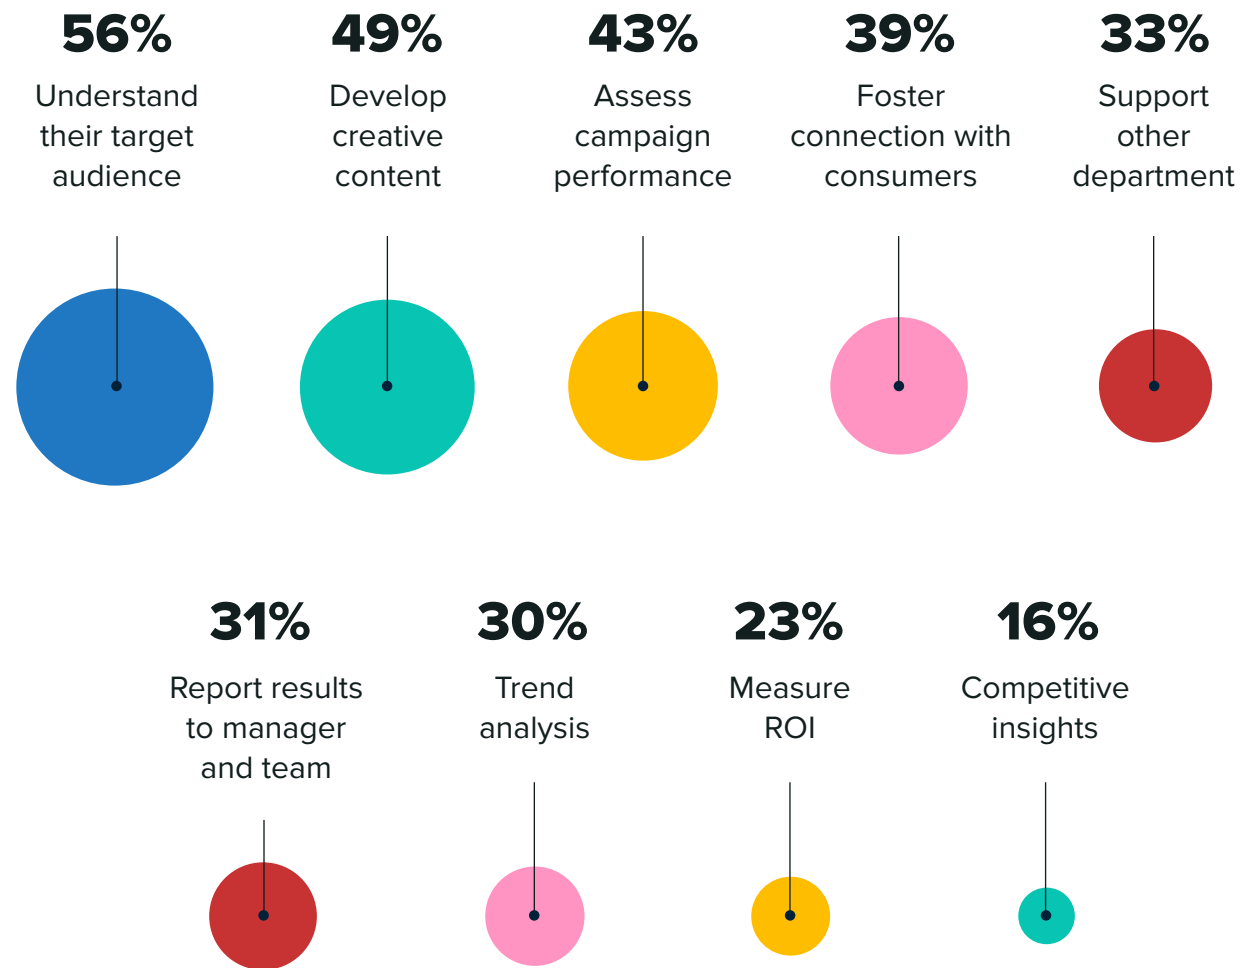 56%
Understand
their target
audience
49%
Develop
creative
content
43%
Assess
campaign
performance
39%
Foster
connection with
consumers
33%
Support
other
department
31%
Report results
to manager
and team
30%
Trend
analysis
23%
Measure
ROI
16%
Competitive
insights